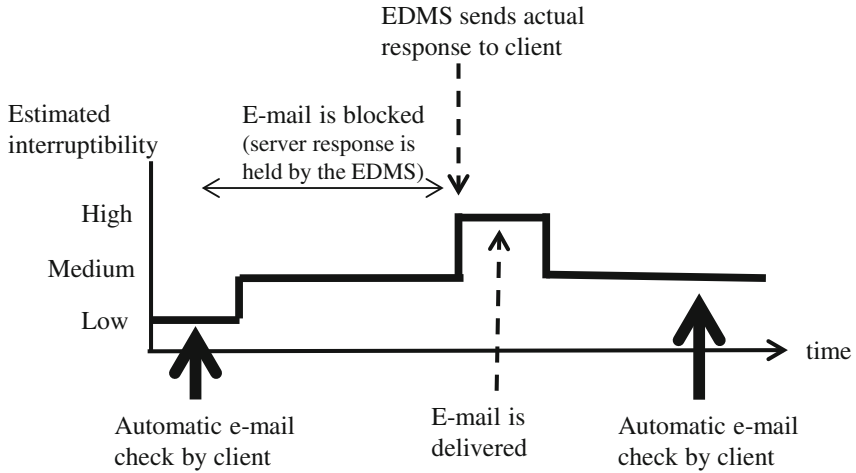 EDMS sends actual
response to client
Estimated
interruptibility
E-mail is blocked
(server response is
held by the EDMS)
High
Medium
Low
time
Automatic e-mail
check by client
E-mail is
delivered
Automatic e-mail
check by client